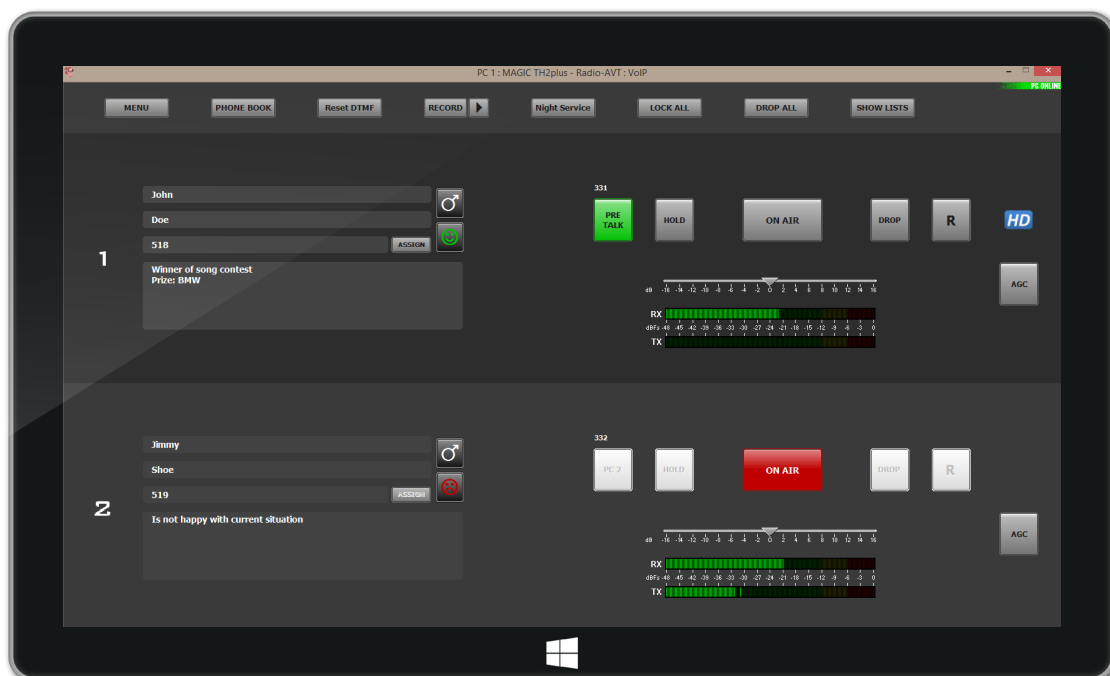 PC 1 : MAGIC TH2plus - Radio-AVT : VoIP
PC ONLINE
MENU PHONE BOOK Reset DTMF RECORD Night Service LOCK ALL DROP ALL SHOW LISTS
1
John
Doe
518 ASSIGN
Winner of song contest
Prize: BMW
331
PRE
TALK
HOLD ON AIR DROP R HD
AGC
dB -16 -14 -12 -10 -8 -6 -4 -2 0 2 4 6 8 10 12 14 16
RX
dBFs -48 -45 -42 -39 -36 -33 -30 -27 -24 -21 -18 -15 -12 -9 -6 -3 0
TX
2
Jimmy
Shoe
519 ASSIGN
Is not happy with current situation
332
PC 2 HOLD ON AIR DROP R
AGC
dB -16 -14 -12 -10 -8 -6 -4 -2 0 2 4 6 8 10 12 14 16
RX
dBFs -48 -45 -42 -39 -36 -33 -30 -27 -24 -21 -18 -15 -12 -9 -6 -3 0
TX